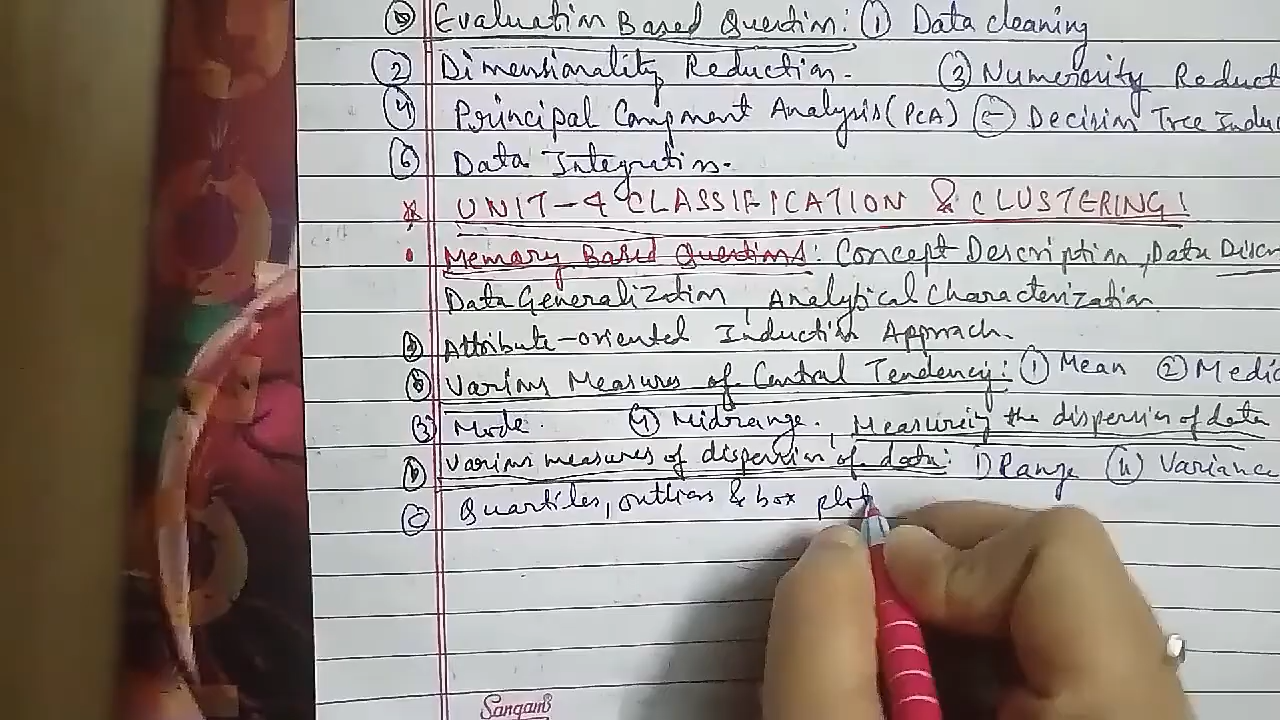 (b) Evaluation Based Question: (1) Data cleaning
(2) Dimensionality Reduction. (3) Numerosity Reduct
(4) Principal Component Analysis (PCA) (5) Decision Tree Induc
(6) Data Integration.
* UNIT-4 CLASSIFICATION & CLUSTERING!
• Memory Based Questions: Concept Description, Data Discr
Data Generalization, Analytical Characterization
Attribute-oriented Induction Approach.
Various Measures of Central Tendency: (1) Mean (2) Media
(3) Mode. (4) Midrange. Measuring the dispersion of data
(b) Various measures of dispersion of data: i) Range (ii) Variance
(c) Quartiles, outliers & box plot
Sangam